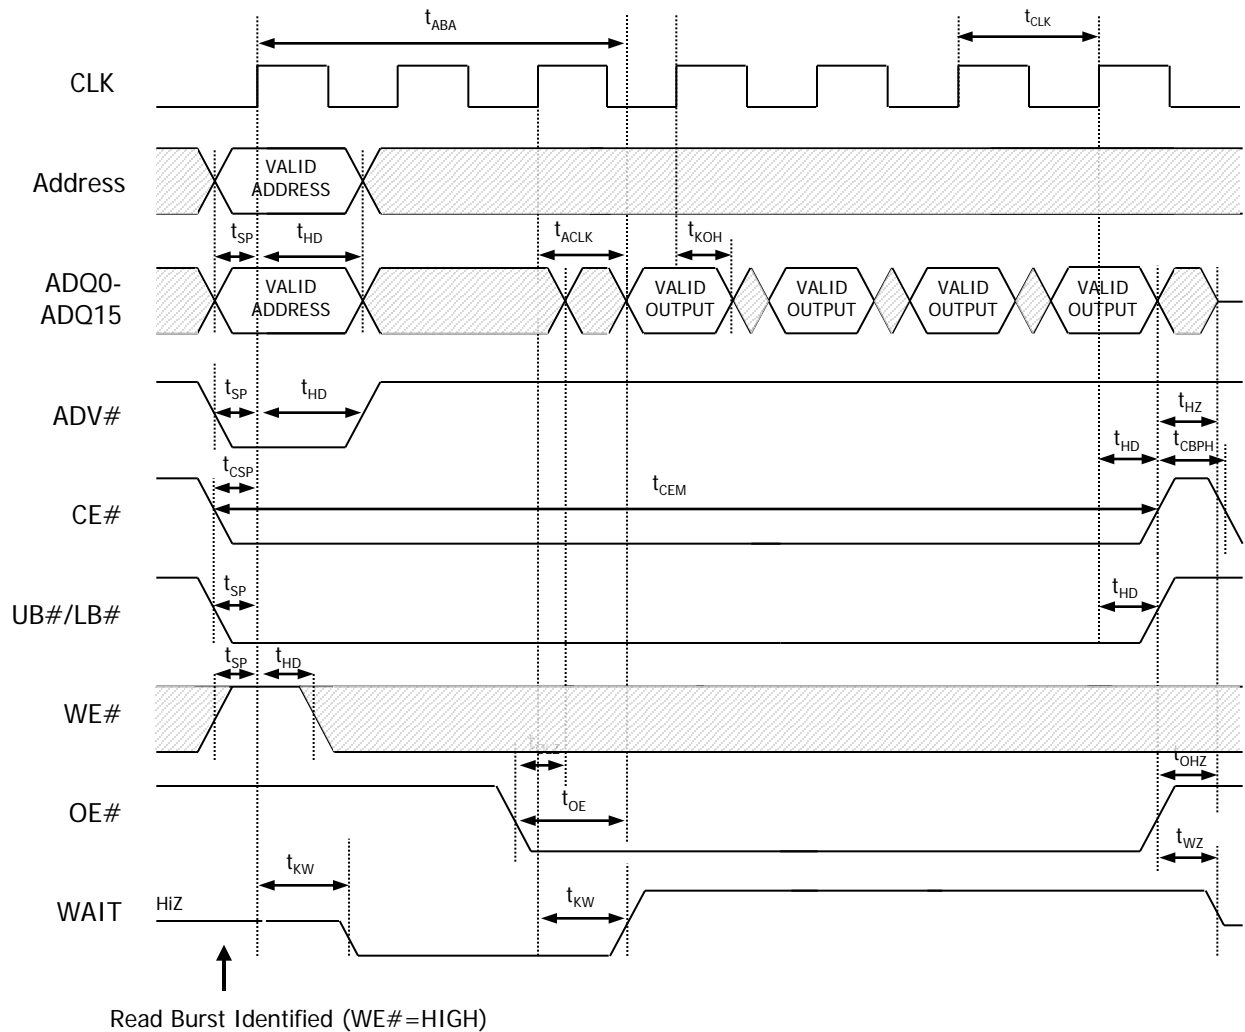 tABA
tCLK
CLK
Address
VALID ADDRESS
tSP
tHD
tACLK
tKOH
ADQ0-
ADQ15
VALID ADDRESS
VALID OUTPUT
VALID OUTPUT
VALID OUTPUT
VALID OUTPUT
ADV#
tSP
tHD
tHZ
tHD
tCBPH
CE#
tCSP
tCEM
UB#/LB#
tSP
tHD
tSP
tHD
WE#
tOHZ
OE#
tOE
tWZ
tKW
WAIT
HiZ
tKW
Read Burst Identified (WE#=HIGH)